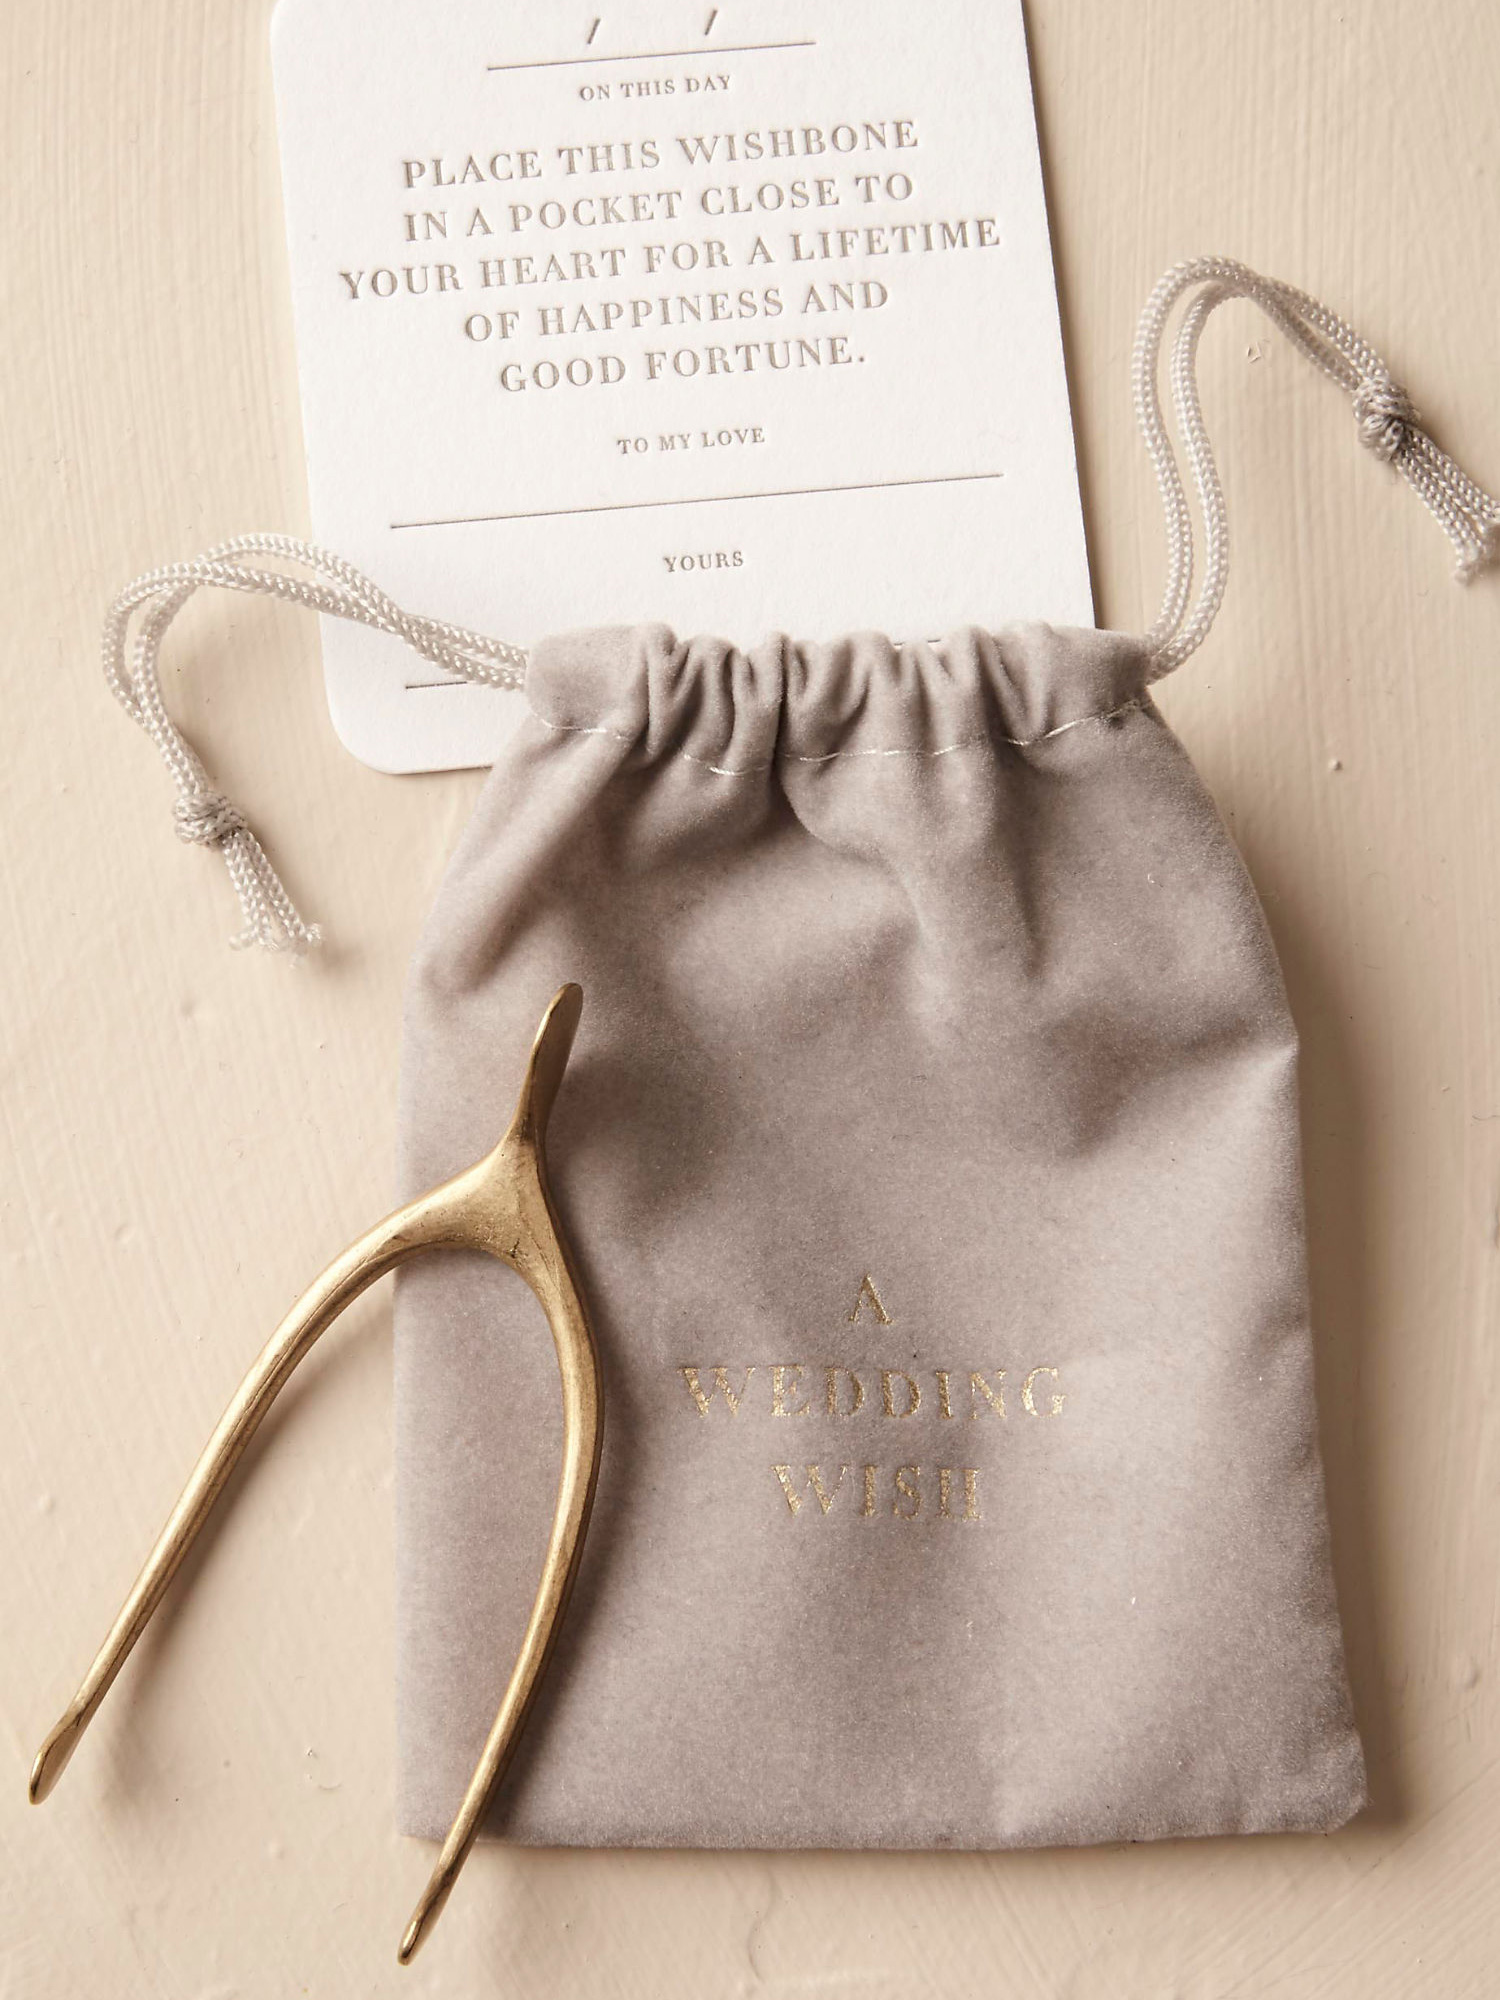 / /
ON THIS DAY
PLACE THIS WISHBONE
IN A POCKET CLOSE TO
YOUR HEART FOR A LIFETIME
OF HAPPINESS AND
GOOD FORTUNE.
TO MY LOVE
YOURS
A
WEDDING
WISH